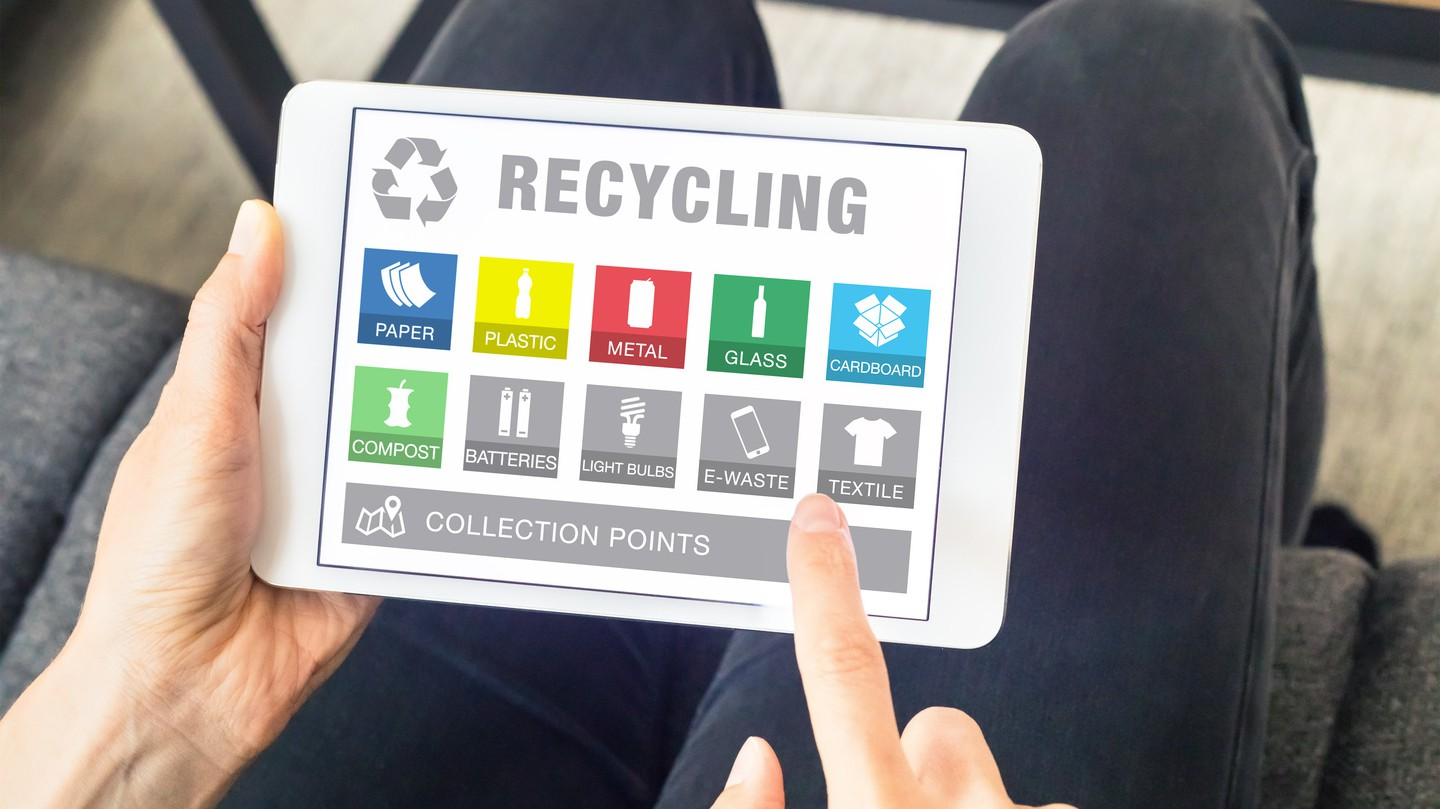 RECYCLING
PAPER
PLASTIC
METAL
GLASS
CARDBOARD
COMPOST
BATTERIES
LIGHT BULBS
E-WASTE
TEXTILE
COLLECTION POINTS